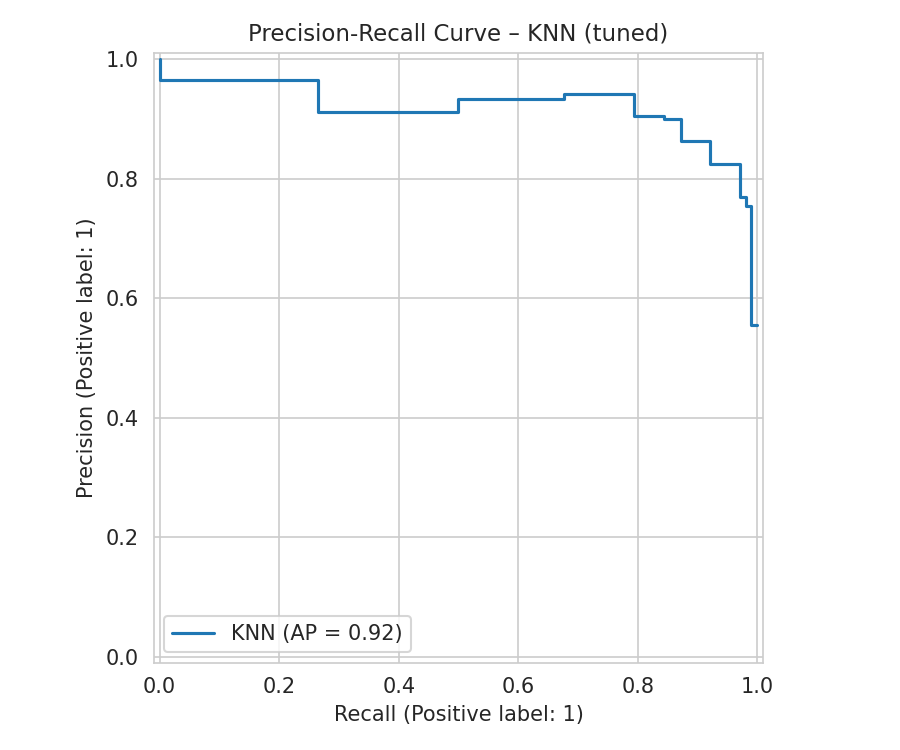 Precision-Recall Curve – KNN (tuned)
1.0
0.8
0.6
0.4
0.2
0.0
Precision (Positive label: 1)
KNN (AP = 0.92)
0.0 0.2 0.4 0.6 0.8 1.0
Recall (Positive label: 1)